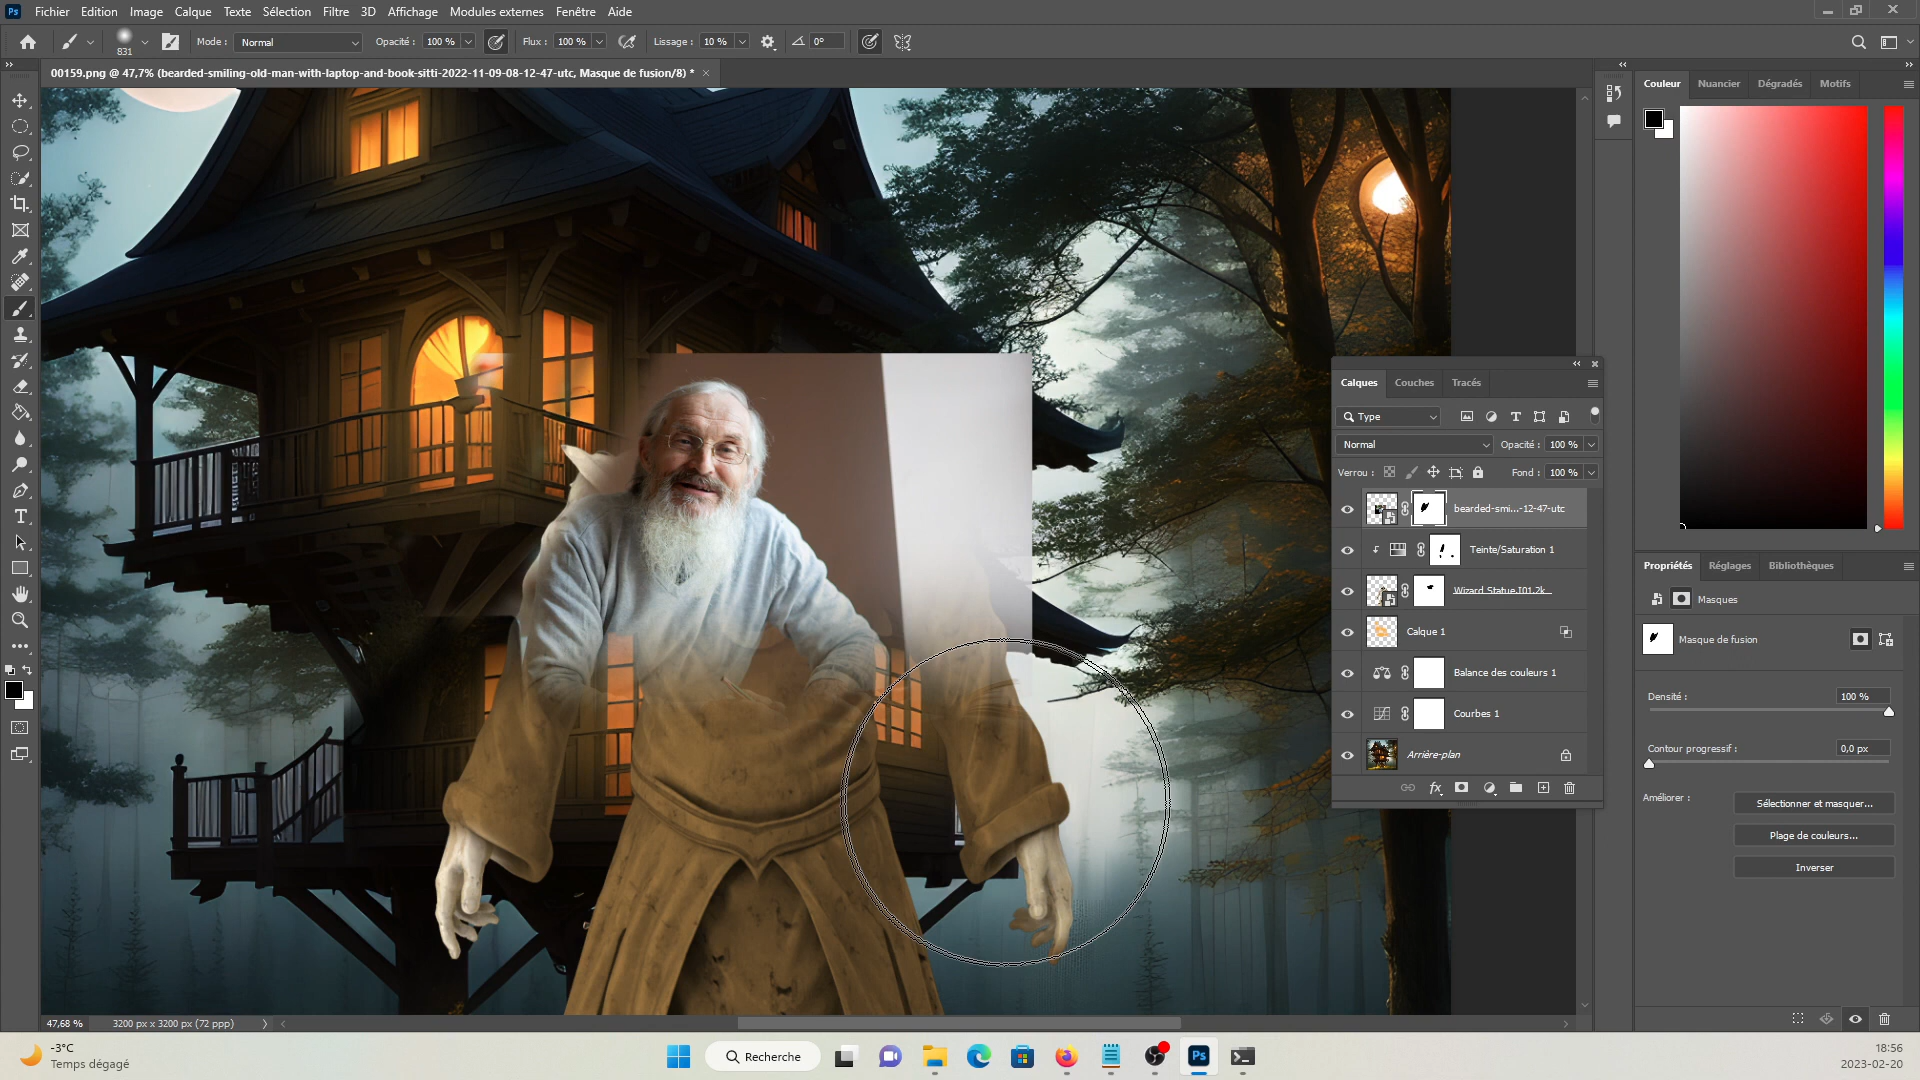 Ps Fichier Edition Image Calque Texte Sélection Filtre 3D Affichage Modules externes Fenêtre Aide
831 Mode : Normal Opacité : 100 % Flux : 100 % Lissage : 10 % 0°
00159.png @ 47,7% (bearded-smiling-old-man-with-laptop-and-book-sitti-2022-11-09-08-12-47-utc, Masque de fusion/8) *
Couleur Nuancier Dégradés Motifs
Calques Couches Tracés
Type
Normal Opacité : 100 %
Verrou : Fond : 100 %
bearded-smi...-12-47-utc
Teinte/Saturation 1
Wizard Statue.I01.2k...
Calque 1
Balance des couleurs 1
Courbes 1
Arrière-plan
fx
Propriétés Réglages Bibliothèques
Masques
Masque de fusion
Densité : 100 %
Contour progressif : 0,0 px
Améliorer : Sélectionner et masquer...
Plage de couleurs...
Inverser
47,68 % 3200 px x 3200 px (72 ppp)
-3°C
Temps dégagé
Recherche
Ps
18:56
2023-02-20